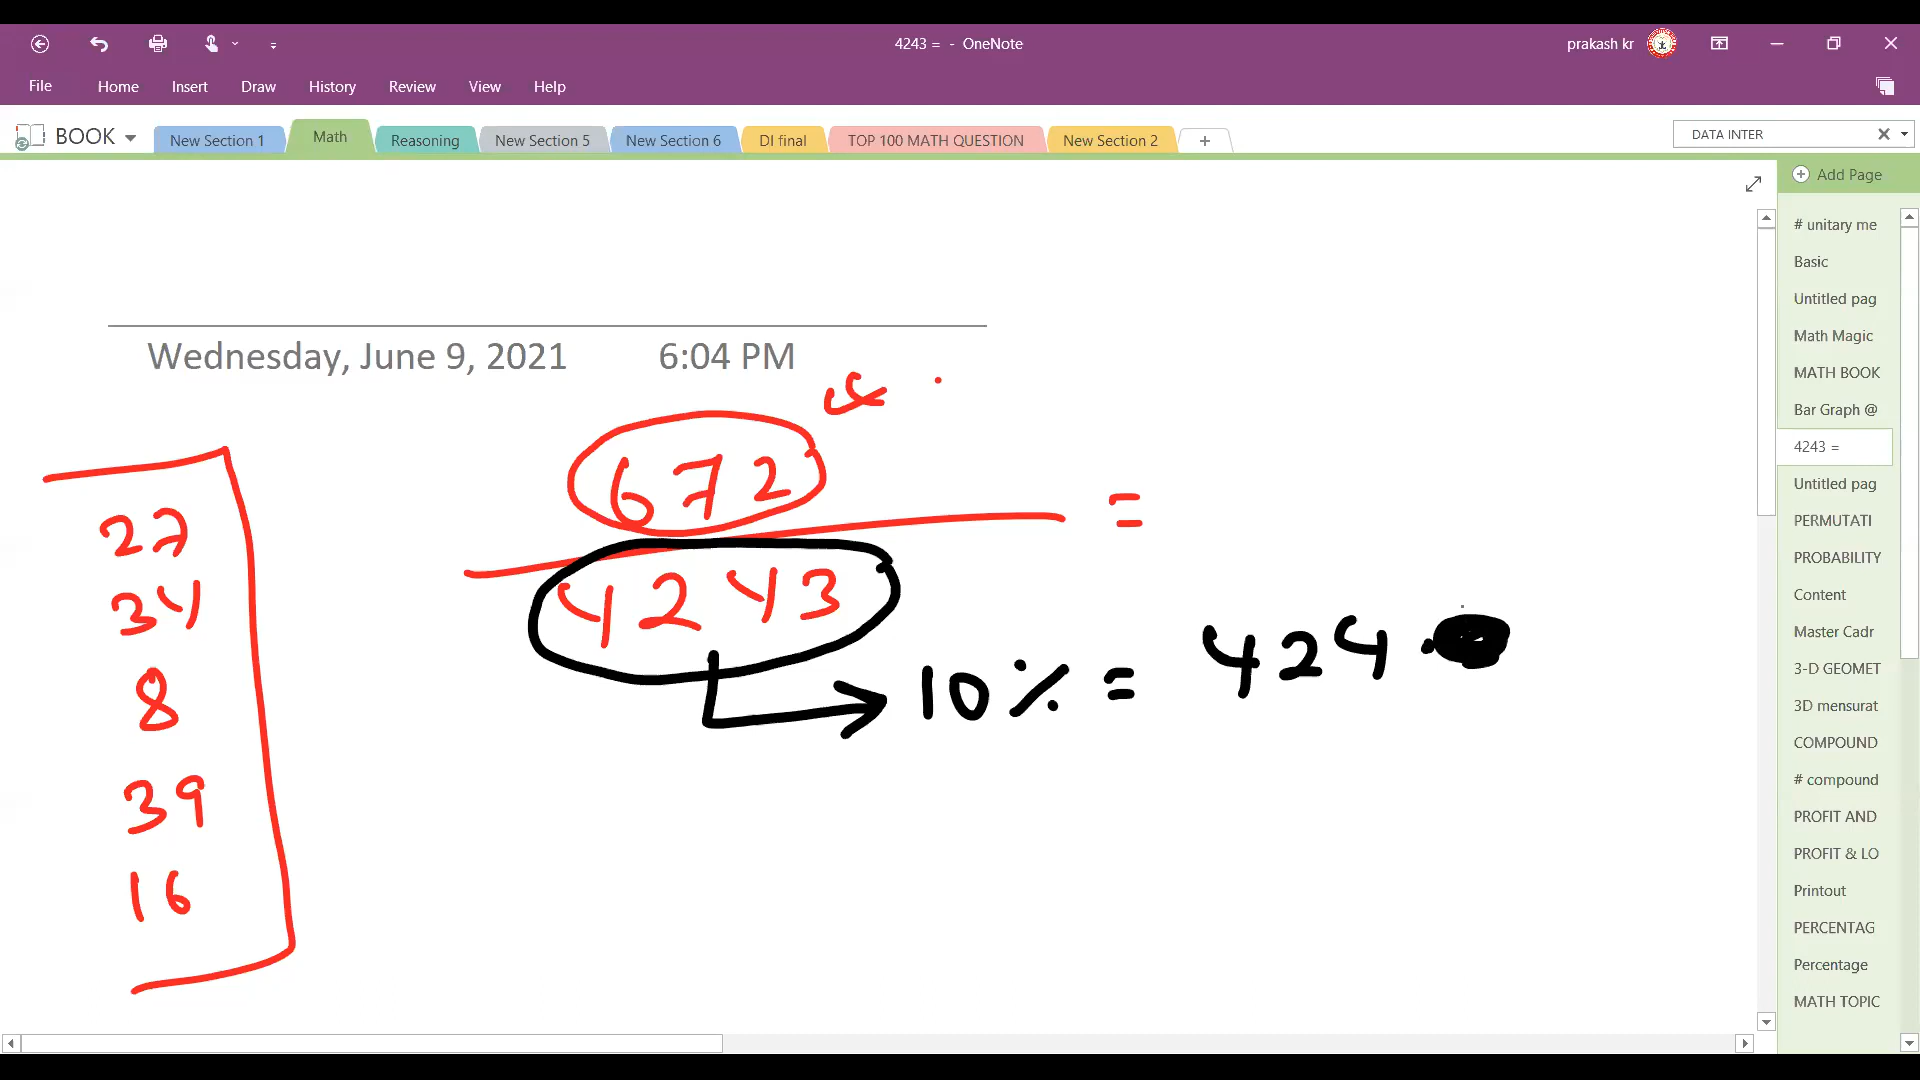 4243 = - OneNote
prakash kr
File Home Insert Draw History Review View Help
BOOK
New Section 1
Math
Reasoning
New Section 5
New Section 6
DI final
TOP 100 MATH QUESTION
New Section 2
+
DATA INTER
Add Page
# unitary me
Basic
Untitled pag
Math Magic
MATH BOOK
Bar Graph @
4243 =
Untitled pag
PERMUTATI
PROBABILITY
Content
Master Cadr
3-D GEOMET
3D mensurat
COMPOUND
# compound
PROFIT AND
PROFIT & LO
Printout
PERCENTAG
Percentage
MATH TOPIC
Wednesday, June 9, 2021 6:04 PM
672
=
4243
10% = 424.
27
34
8
39
16